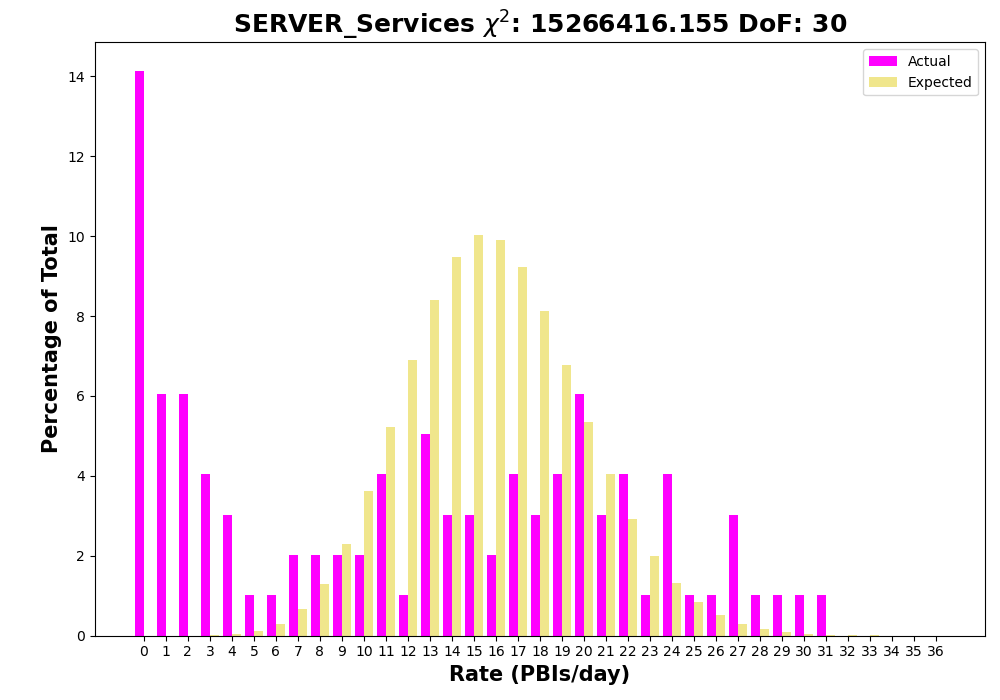 SERVER_Services χ²: 15266416.155 DoF: 30
Actual
Expected
Percentage of Total
14
12
10
8
6
4
2
0
0 1 2 3 4 5 6 7 8 9 10 11 12 13 14 15 16 17 18 19 20 21 22 23 24 25 26 27 28 29 30 31 32 33 34 35 36
Rate (PBIs/day)